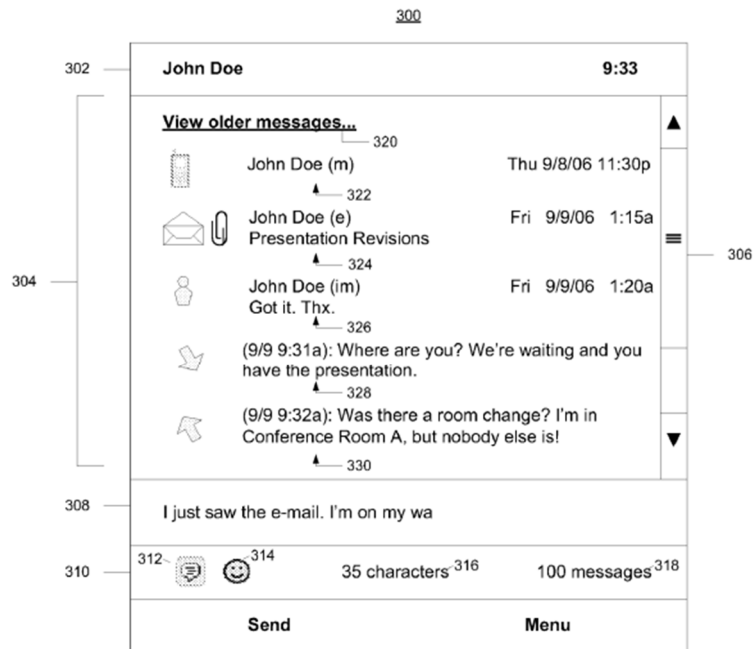 300
302 John Doe 9:33
View older messages...
320
John Doe (m) Thu 9/8/06 11:30p
322
John Doe (e) Fri 9/9/06 1:15a
Presentation Revisions
324
304 306
John Doe (im) Fri 9/9/06 1:20a
Got it. Thx.
326
(9/9 9:31a): Where are you? We're waiting and you
have the presentation.
328
(9/9 9:32a): Was there a room change? I'm in
Conference Room A, but nobody else is!
330
308 I just saw the e-mail. I'm on my wa
310 312 314 35 characters 316 100 messages 318
Send Menu